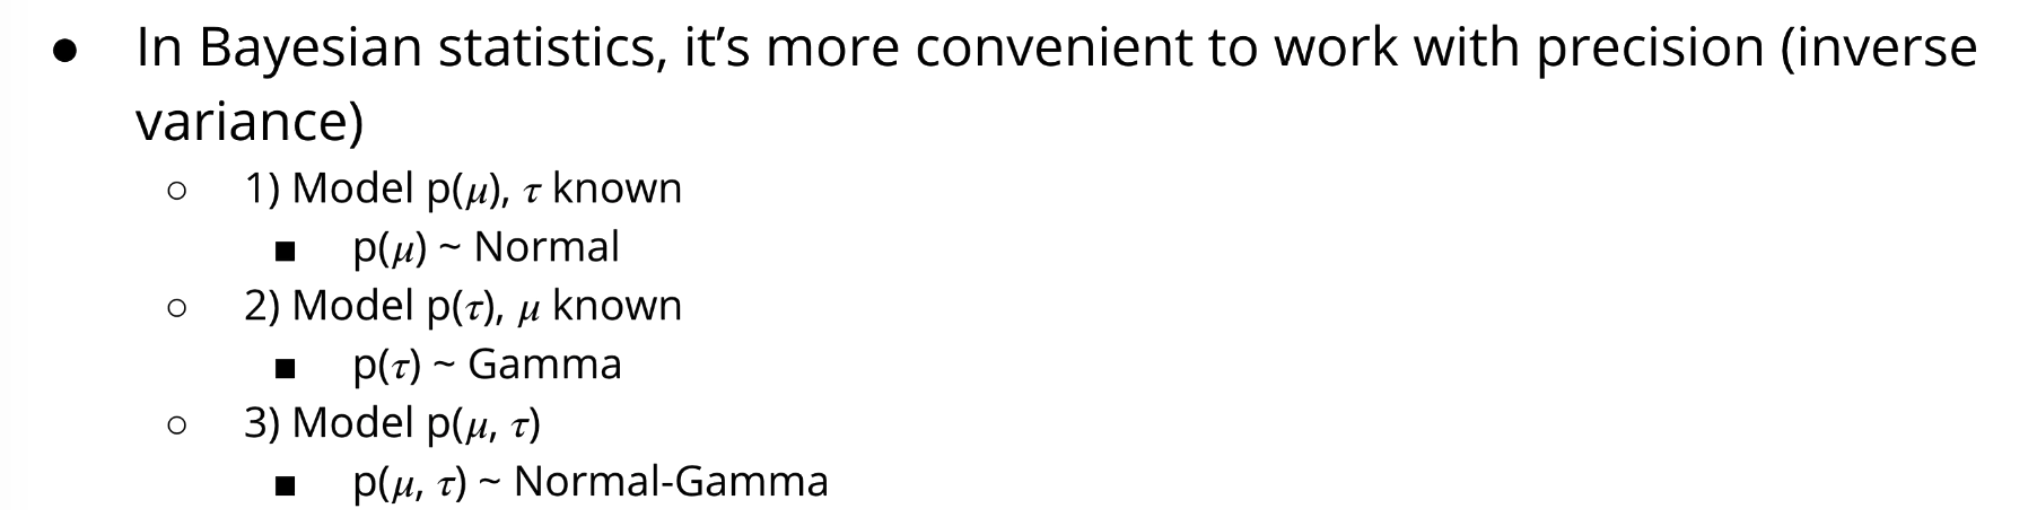 ● In Bayesian statistics, it’s more convenient to work with precision (inverse
variance)
○ 1) Model p(μ), τ known
■ p(μ) ~ Normal
○ 2) Model p(τ), μ known
■ p(τ) ~ Gamma
○ 3) Model p(μ, τ)
■ p(μ, τ) ~ Normal-Gamma